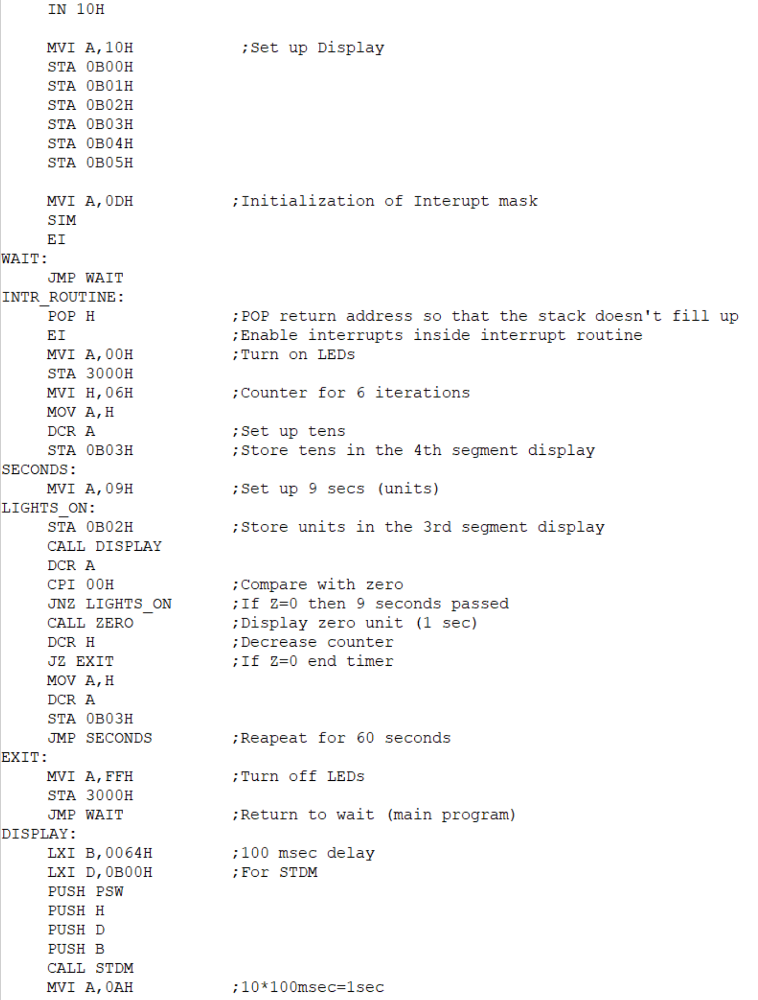 IN 10H
MVI A,10H ;Set up Display
STA 0B00H
STA 0B01H
STA 0B02H
STA 0B03H
STA 0B04H
STA 0B05H
MVI A,0DH ;Initialization of Interupt mask
SIM
EI
WAIT:
JMP WAIT
INTR_ROUTINE:
POP H ;POP return address so that the stack doesn't fill up
EI ;Enable interrupts inside interrupt routine
MVI A,00H ;Turn on LEDs
STA 3000H
MVI H,06H ;Counter for 6 iterations
MOV A,H
DCR A ;Set up tens
STA 0B03H ;Store tens in the 4th segment display
SECONDS:
MVI A,09H ;Set up 9 secs (units)
LIGHTS_ON:
STA 0B02H ;Store units in the 3rd segment display
CALL DISPLAY
DCR A
CPI 00H ;Compare with zero
JNZ LIGHTS_ON ;If Z=0 then 9 seconds passed
CALL ZERO ;Display zero unit (1 sec)
DCR H ;Decrease counter
JZ EXIT ;If Z=0 end timer
MOV A,H
DCR A
STA 0B03H
JMP SECONDS ;Reapeat for 60 seconds
EXIT:
MVI A,FFH ;Turn off LEDs
STA 3000H
JMP WAIT ;Return to wait (main program)
DISPLAY:
LXI B,0064H ;100 msec delay
LXI D,0B00H ;For STDM
PUSH PSW
PUSH H
PUSH D
PUSH B
CALL STDM
MVI A,0AH ;10*100msec=1sec